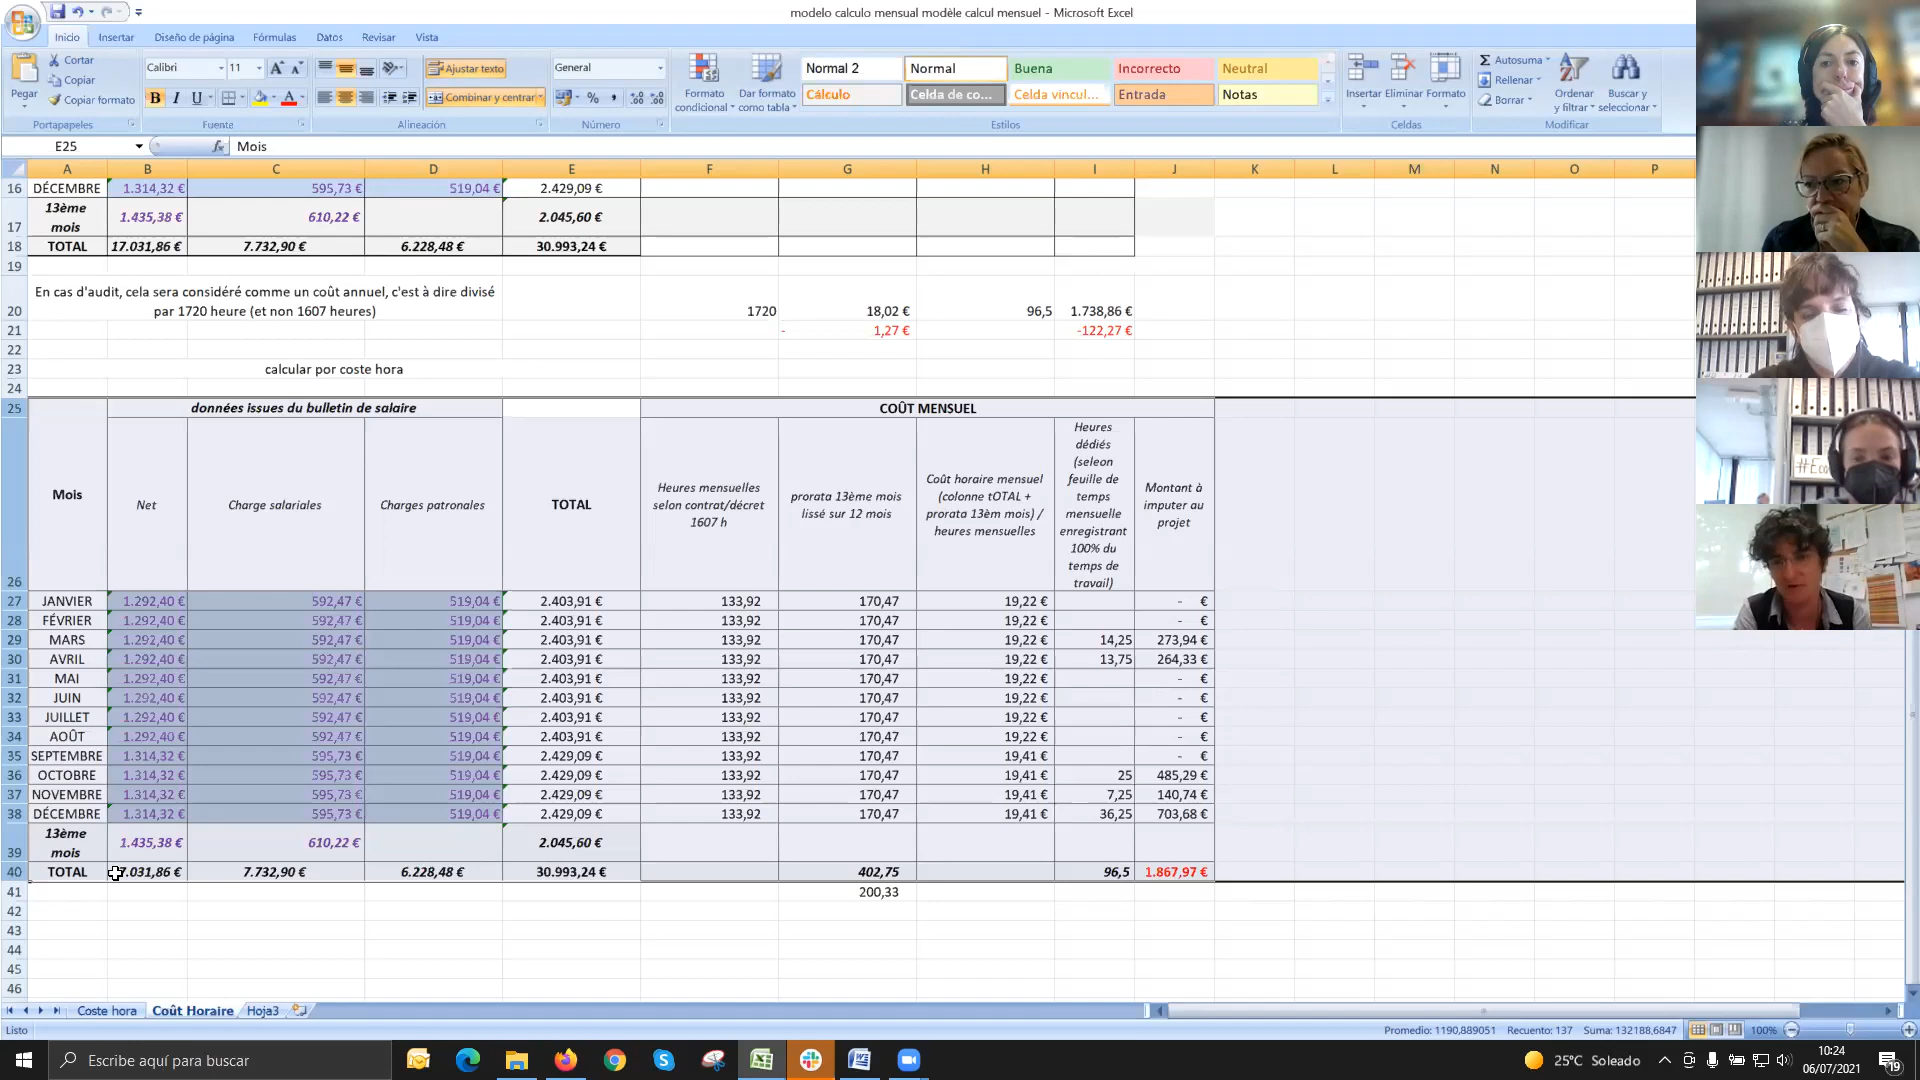 modelo calculo mensual modèle calcul mensuel - Microsoft Excel
Inicio Insertar Diseño de página Fórmulas Datos Revisar Vista
Pegar Cortar Copiar Copiar formato Portapapeles
Calibri 11 N K S Fuente
Ajustar texto Combinar y centrar Alineación
General % Número
Formato condicional Dar formato como tabla
Normal 2 Normal Buena Incorrecto Neutral
Cálculo Celda de co... Celda vincul... Entrada Notas
Estilos
Insertar Eliminar Formato Celdas
Autosuma Rellenar Borrar Ordenar y filtrar Buscar y seleccionar Modificar
E25 fx Mois
A B C D E F G H I J K L M N O P
16 DÉCEMBRE 1.314,32 € 595,73 € 519,04 € 2.429,09 €
17 13ème mois 1.435,38 € 610,22 € 2.045,60 €
18 TOTAL 17.031,86 € 7.732,90 € 6.228,48 € 30.993,24 €
19
En cas d'audit, cela sera considéré comme un coût annuel, c'est à dire divisé
20 par 1720 heure (et non 1607 heures) 1720 18,02 € 96,5 1.738,86 €
21 - 1,27 € -122,27 €
22
23 calcular por coste hora
24
25 données issues du bulletin de salaire COÛT MENSUEL
26 Mois Net Charge salariales Charges patronales TOTAL Heures mensuelles selon contrat/décret 1607 h prorata 13ème mois lissé sur 12 mois Coût horaire mensuel (colonne tOTAL + prorata 13èm mois) / heures mensuelles Heures dédiés (seleon feuille de temps mensuelle enregistrant 100% du temps de travail) Montant à imputer au projet
27 JANVIER 1.292,40 € 592,47 € 519,04 € 2.403,91 € 133,92 170,47 19,22 € - €
28 FÉVRIER 1.292,40 € 592,47 € 519,04 € 2.403,91 € 133,92 170,47 19,22 € - €
29 MARS 1.292,40 € 592,47 € 519,04 € 2.403,91 € 133,92 170,47 19,22 € 14,25 273,94 €
30 AVRIL 1.292,40 € 592,47 € 519,04 € 2.403,91 € 133,92 170,47 19,22 € 13,75 264,33 €
31 MAI 1.292,40 € 592,47 € 519,04 € 2.403,91 € 133,92 170,47 19,22 € - €
32 JUIN 1.292,40 € 592,47 € 519,04 € 2.403,91 € 133,92 170,47 19,22 € - €
33 JUILLET 1.292,40 € 592,47 € 519,04 € 2.403,91 € 133,92 170,47 19,22 € - €
34 AOÛT 1.292,40 € 592,47 € 519,04 € 2.403,91 € 133,92 170,47 19,22 € - €
35 SEPTEMBRE 1.314,32 € 595,73 € 519,04 € 2.429,09 € 133,92 170,47 19,41 € - €
36 OCTOBRE 1.314,32 € 595,73 € 519,04 € 2.429,09 € 133,92 170,47 19,41 € 25 485,29 €
37 NOVEMBRE 1.314,32 € 595,73 € 519,04 € 2.429,09 € 133,92 170,47 19,41 € 7,25 140,74 €
38 DÉCEMBRE 1.314,32 € 595,73 € 519,04 € 2.429,09 € 133,92 170,47 19,41 € 36,25 703,68 €
39 13ème mois 1.435,38 € 610,22 € 2.045,60 €
40 TOTAL 7.031,86 € 7.732,90 € 6.228,48 € 30.993,24 € 402,75 96,5 1.867,97 €
41 200,33
42
43
44
45
46
Coste hora Coût Horaire Hoja3
Listo Promedio: 1190,889051 Recuento: 137 Suma: 132188,6847 100%
Escribe aquí para buscar
25°C Soleado 10:24
06/07/2021 19